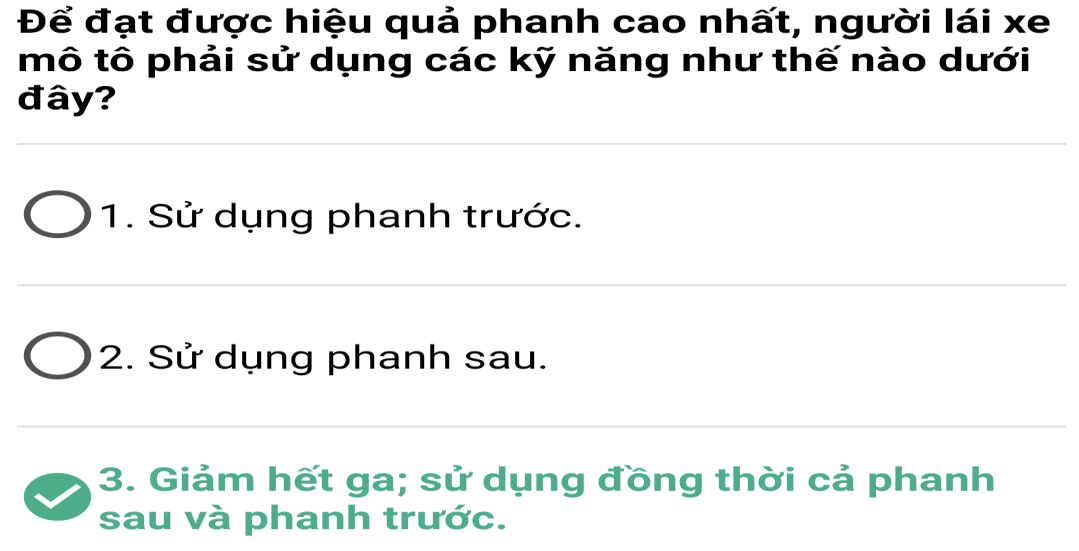 Để đạt được hiệu quả phanh cao nhất, người lái xe
mô tô phải sử dụng các kỹ năng như thế nào dưới
đây?
1. Sử dụng phanh trước.
2. Sử dụng phanh sau.
3. Giảm hết ga; sử dụng đồng thời cả phanh
sau và phanh trước.